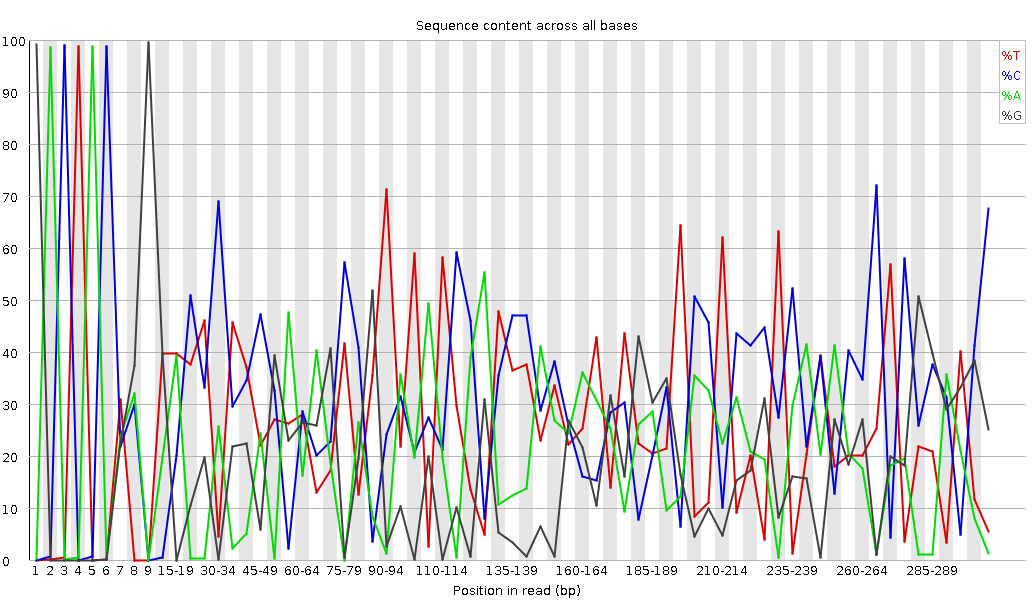 Sequence content across all bases
100
90
80
70
60
50
40
30
20
10
0
%T
%C
%A
%G
1 2 3 4 5 6 7 8 9 15-19 30-34 45-49 60-64 75-79 90-94 110-114 135-139 160-164 185-189 210-214 235-239 260-264 285-289
Position in read (bp)